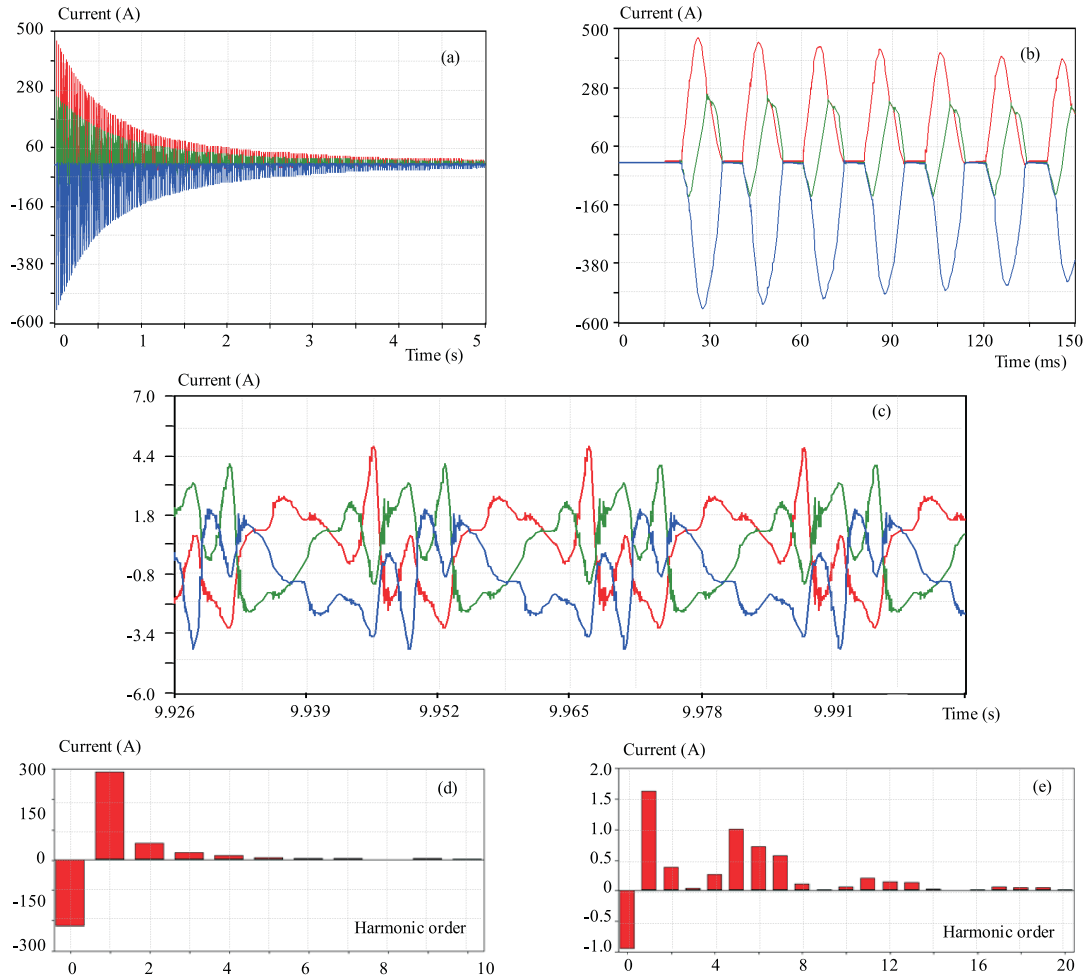 Current (A)
500
280
60
-160
-380
-600
(a)
0 1 2 3 4 5
Time (s)
Current (A)
500
280
60
-160
-380
-600
(b)
0 30 60 90 120 150
Time (ms)
Current (A)
7.0
4.4
1.8
-0.8
-3.4
-6.0
(c)
9.926 9.939 9.952 9.965 9.978 9.991 Time (s)
Current (A)
300
150
0
-150
-300
(d)
Harmonic order
0 2 4 6 8 10
Current (A)
2.0
1.5
1.0
0.5
0
-0.5
-1.0
(e)
Harmonic order
0 4 8 12 16 20